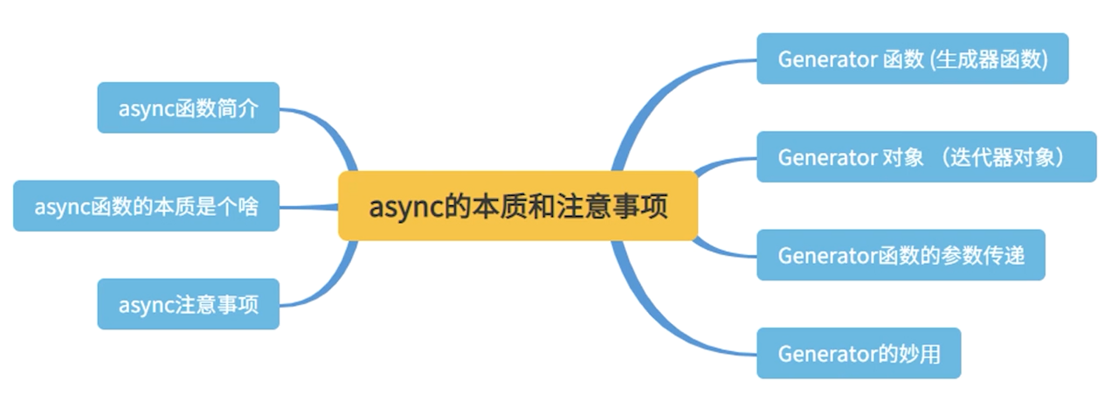 async的本质和注意事项
Generator 函数 (生成器函数)
Generator 对象 （迭代器对象）
Generator函数的参数传递
Generator的妙用
async函数简介
async函数的本质是个啥
async注意事项